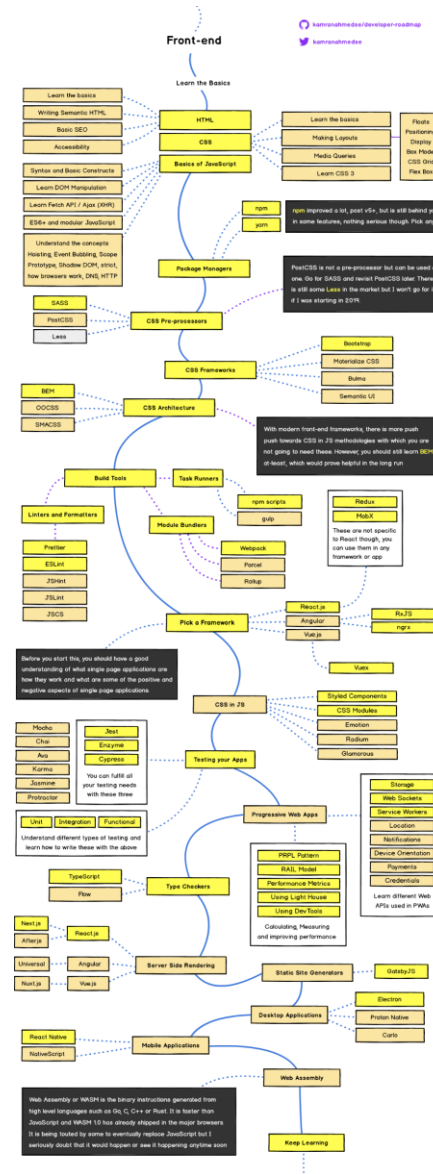 kamranahmedse/developer-roadmap
kamranahmedse
Front-end
Learn the Basics
HTML
CSS
Basics of JavaScript
Learn the basics
Writing Semantic HTML
Basic SEO
Accessibility
Learn the basics
Making Layouts
Media Queries
Learn CSS 3
Floats
Positioning
Display
Box Model
CSS Grid
Flex Box
Syntax and Basic Constructs
Learn DOM Manipulation
Learn Fetch API / Ajax (XHR)
ES6+ and modular JavaScript
Understand the concepts
Hoisting, Event Bubbling, Scope
Prototype, Shadow DOM, strict,
how browsers work, DNS, HTTP
npm
yarn
npm improved a lot, post v5+, but is still behind
in some features, nothing serious though. Pick
Package Managers
PostCSS is not a pre-processor but can be used
one. Go for SASS and revisit PostCSS later. There
is still some Less in the market but I won't go for
if I was starting in 2019.
SASS
PostCSS
Less
CSS Pre-processors
CSS Frameworks
Bootstrap
Materialize CSS
Bulma
Semantic UI
BEM
OOCSS
SMACSS
CSS Architecture
With modern front-end frameworks, there is more push
push towards CSS in JS methodologies with which you are
not going to need these. However, you should still learn BEM
at-least, which would prove helpful in the long run
Build Tools
Task Runners
npm scripts
gulp
Linters and Formatters
Module Bundlers
Prettier
ESLint
JSHint
JSLint
JSCS
Webpack
Parcel
Rollup
Redux
MobX
These are not specific
to React though, you
can use them in any
framework or app
Pick a Framework
React.js
Angular
Vue.js
RxJS
ngrx
Vuex
Before you start this, you should have a good
understanding of what single page applications are
how they work and what are some of the positive and
negative aspects of single page applications
CSS in JS
Styled Components
CSS Modules
Emotion
Radium
Glamorous
Mocha
Chai
Ava
Karma
Jasmine
Protractor
Jest
Enzyme
Cypress
You can fulfill all
your testing needs
with these three
Testing your Apps
Unit
Integration
Functional
Understand different types of testing and
learn how to write these with the above
Progressive Web Apps
Storage
Web Sockets
Service Workers
Location
Notifications
Device Orientation
Payments
Credentials
Learn different Web
APIs used in PWAs
PRPL Pattern
RAIL Model
Performance Metrics
Using Light House
Using DevTools
Calculating, Measuring
and improving performance
TypeScript
Flow
Type Checkers
Next.js
After.js
React.js
Universal
Angular
Nuxt.js
Vue.js
Server Side Rendering
Static Site Generators
GatsbyJS
Desktop Applications
Electron
Proton Native
Carlo
React Native
NativeScript
Mobile Applications
Web Assembly
Web Assembly or WASM is the binary instructions generated from
high level languages such as Go, C, C++ or Rust. It is faster than
JavaScript and WASM 1.0 has already shipped in the major browsers
It is being touted by some to eventually replace JavaScript but I
seriously doubt that it would happen or see it happening anytime soon
Keep Learning